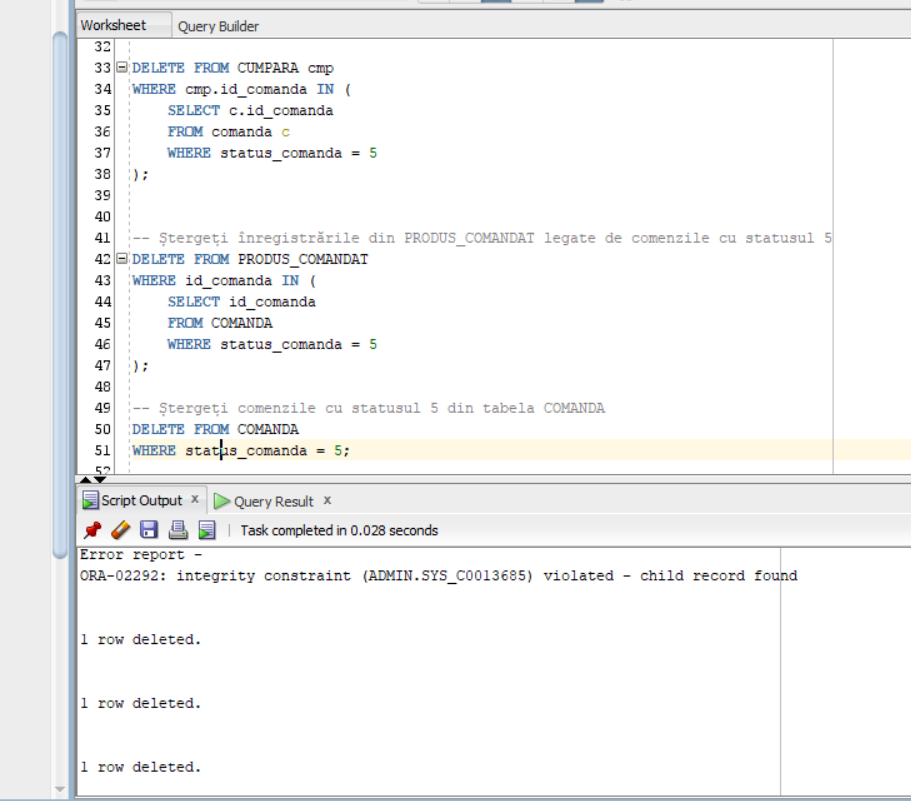 Worksheet Query Builder
32
33 DELETE FROM CUMPARA cmp
34 WHERE cmp.id_comanda IN (
35 SELECT c.id_comanda
36 FROM comanda c
37 WHERE status_comanda = 5
38 );
39
40
41 -- Ștergeți înregistrările din PRODUS_COMANDAT legate de comenzile cu statusul 5
42 DELETE FROM PRODUS_COMANDAT
43 WHERE id_comanda IN (
44 SELECT id_comanda
45 FROM COMANDA
46 WHERE status_comanda = 5
47 );
48
49 -- Ștergeți comenzile cu statusul 5 din tabela COMANDA
50 DELETE FROM COMANDA
51 WHERE status_comanda = 5;
52
Script Output x Query Result x
Task completed in 0.028 seconds
Error report -
ORA-02292: integrity constraint (ADMIN.SYS_C0013685) violated - child record found
1 row deleted.
1 row deleted.
1 row deleted.